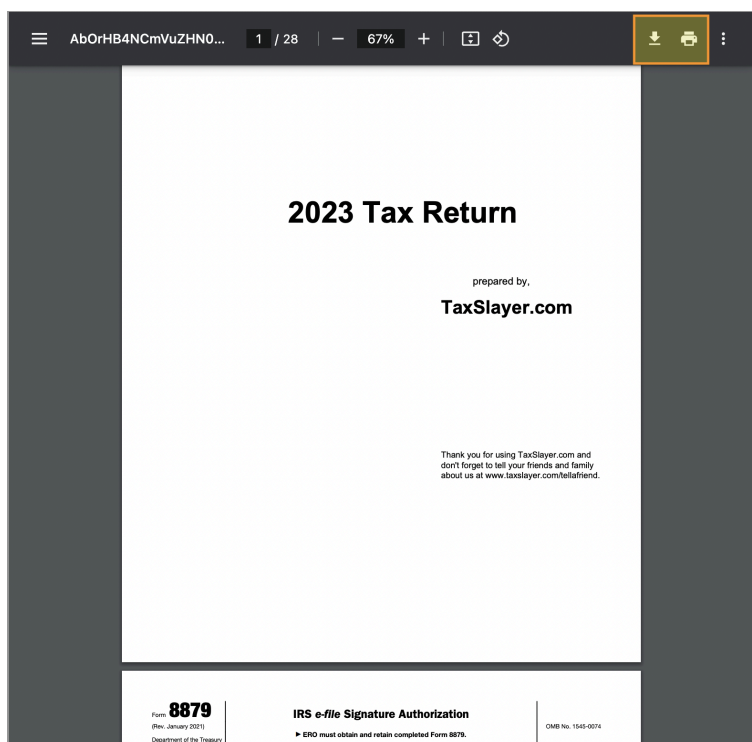 AbOrHB4NCmVuZHN0... 1 / 28 67%
2023 Tax Return
prepared by,
TaxSlayer.com
Thank you for using TaxSlayer.com and
don't forget to tell your friends and family
about us at www.taxslayer.com/tellafriend.
Form 8879
(Rev. January 2021)
Department of the Treasury
IRS e-file Signature Authorization
► ERO must obtain and retain completed Form 8879.
OMB No. 1545-0074